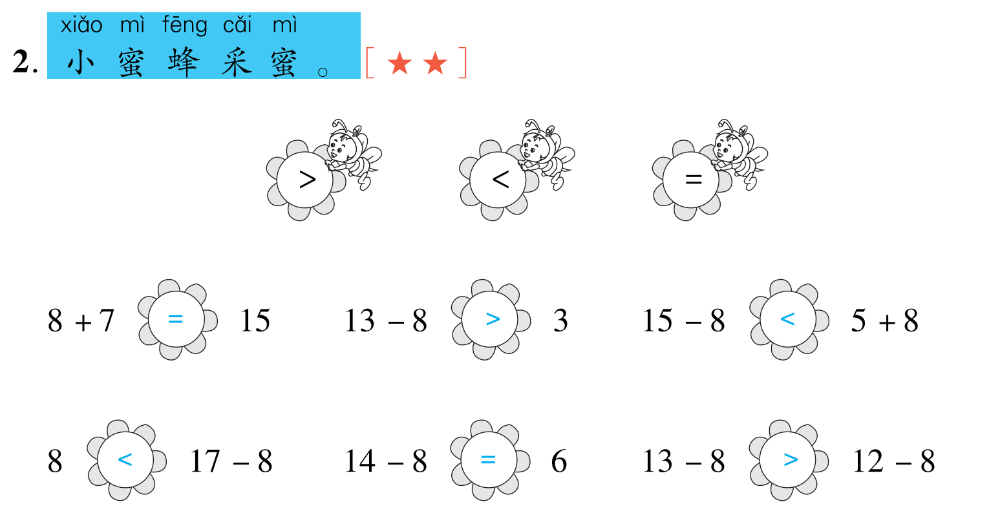 xiǎo mì fēng cǎi mì
2. 小蜜蜂采蜜。[★★]
> < =
8 + 7 = 15 13 − 8 > 3 15 − 8 < 5 + 8
8 < 17 − 8 14 − 8 = 6 13 − 8 > 12 − 8